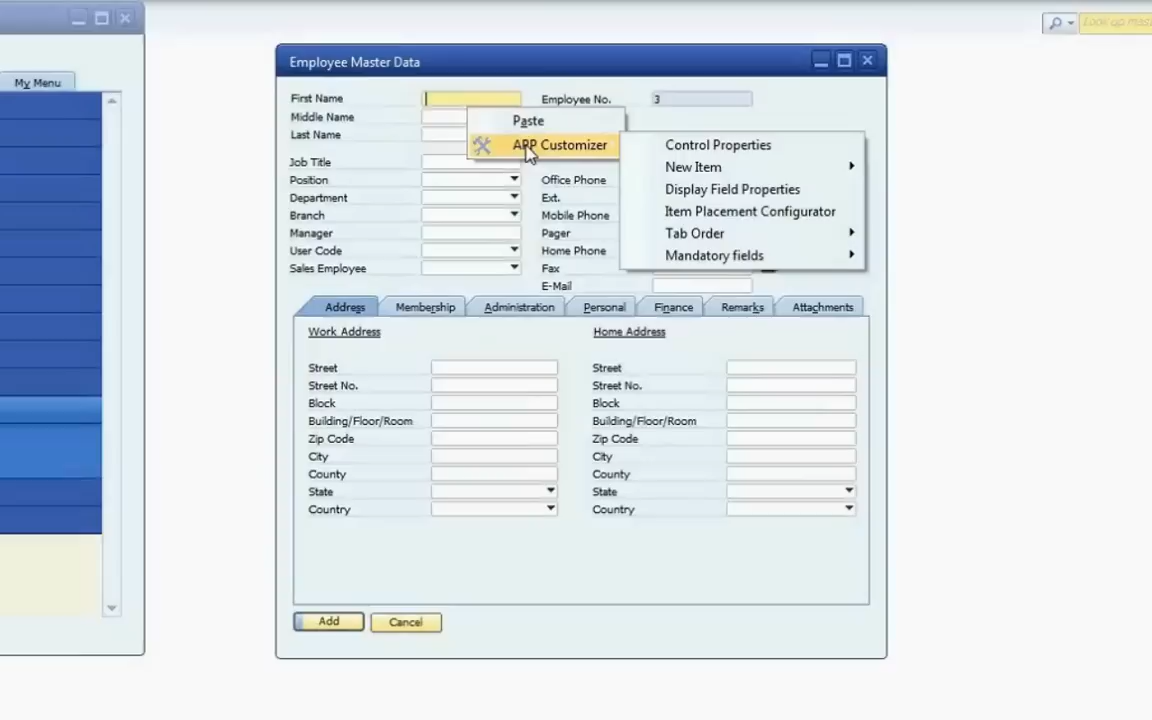 Look up mas
My Menu
Employee Master Data
First Name
Employee No. 3
Middle Name
Last Name
Paste
APP Customizer
Control Properties
New Item
Display Field Properties
Item Placement Configurator
Tab Order
Mandatory fields
Job Title
Position
Office Phone
Department
Ext.
Branch
Mobile Phone
Manager
Pager
User Code
Home Phone
Sales Employee
Fax
E-Mail
Address Membership Administration Personal Finance Remarks Attachments
Work Address
Home Address
Street
Street
Street No.
Street No.
Block
Block
Building/Floor/Room
Building/Floor/Room
Zip Code
Zip Code
City
City
County
County
State
State
Country
Country
Add
Cancel